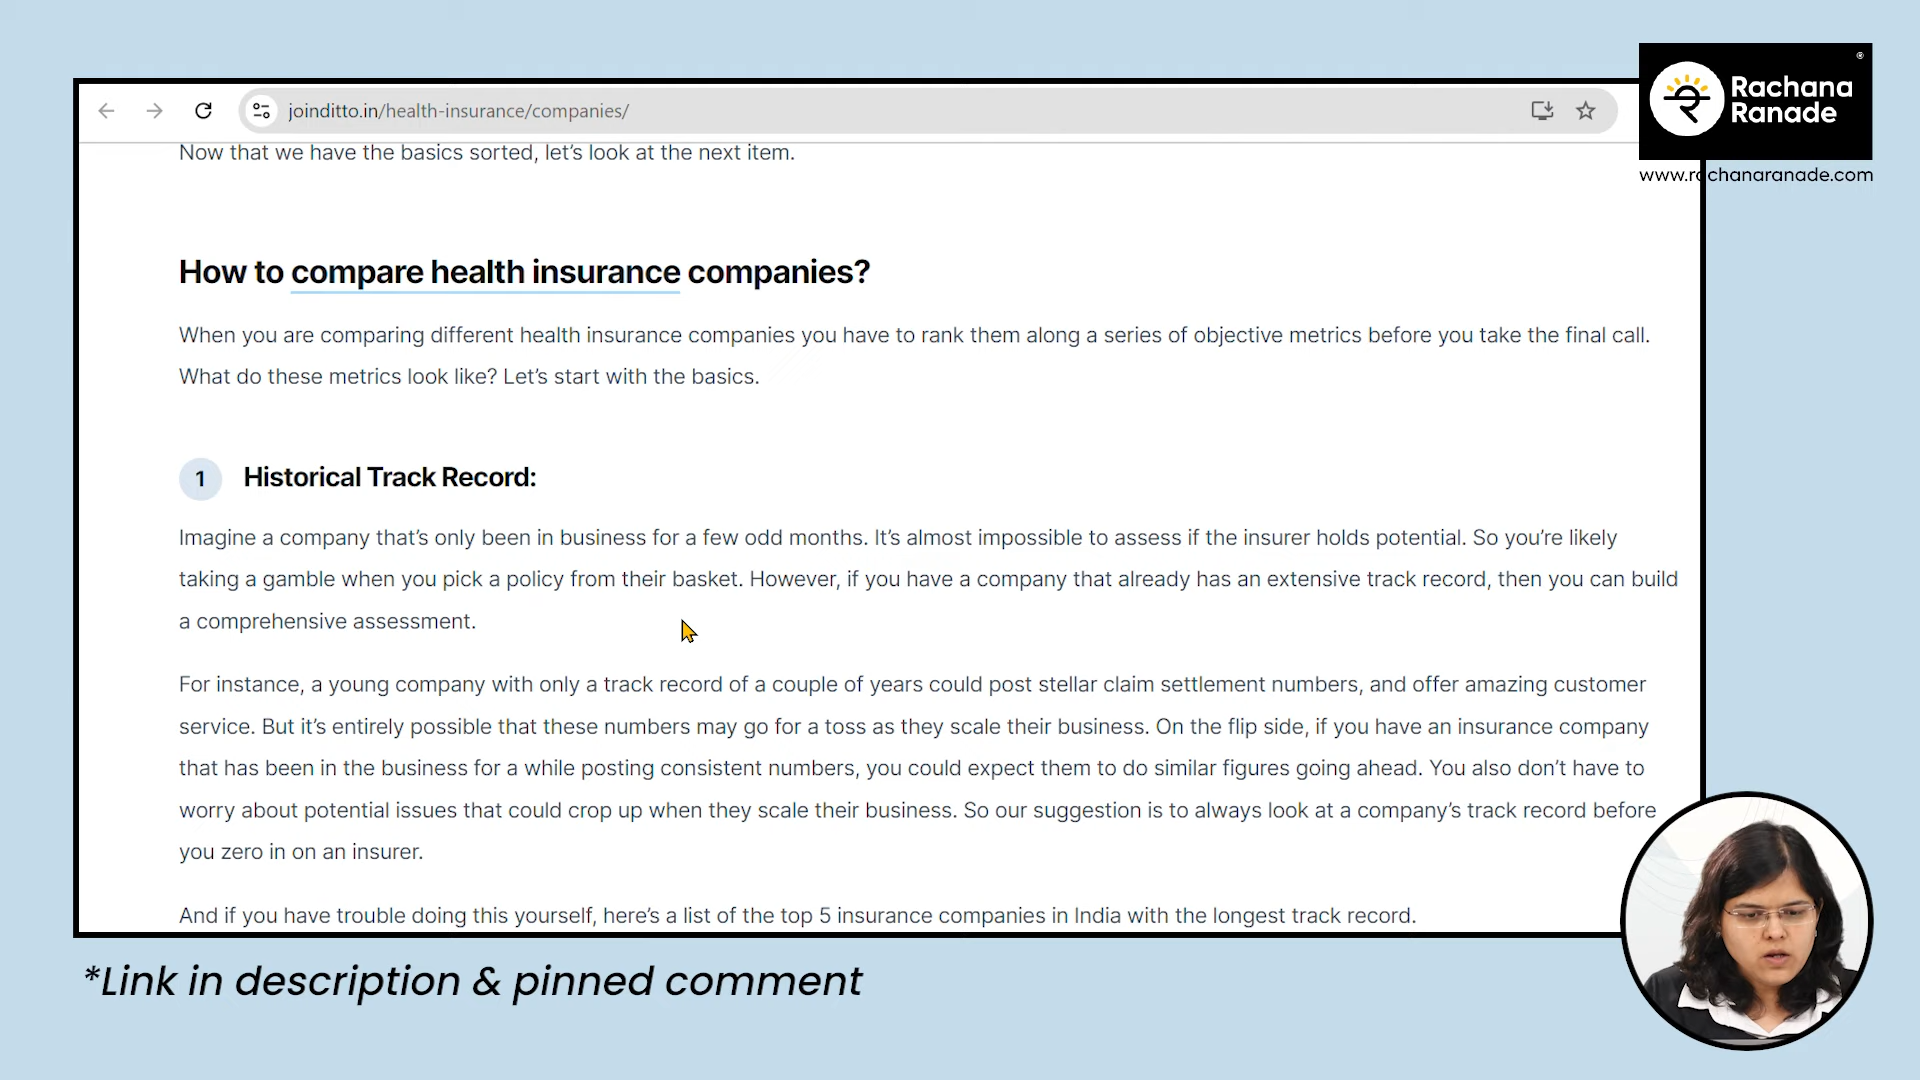 joinditto.in/health-insurance/companies/
Rachana
Ranade
®
www.rachanaranade.com
Now that we have the basics sorted, let’s look at the next item.
How to compare health insurance companies?
When you are comparing different health insurance companies you have to rank them along a series of objective metrics before you take the final call.
What do these metrics look like? Let’s start with the basics.
1 Historical Track Record:
Imagine a company that’s only been in business for a few odd months. It’s almost impossible to assess if the insurer holds potential. So you’re likely
taking a gamble when you pick a policy from their basket. However, if you have a company that already has an extensive track record, then you can build
a comprehensive assessment.
For instance, a young company with only a track record of a couple of years could post stellar claim settlement numbers, and offer amazing customer
service. But it’s entirely possible that these numbers may go for a toss as they scale their business. On the flip side, if you have an insurance company
that has been in the business for a while posting consistent numbers, you could expect them to do similar figures going ahead. You also don’t have to
worry about potential issues that could crop up when they scale their business. So our suggestion is to always look at a company’s track record before
you zero in on an insurer.
And if you have trouble doing this yourself, here’s a list of the top 5 insurance companies in India with the longest track record.
*Link in description & pinned comment